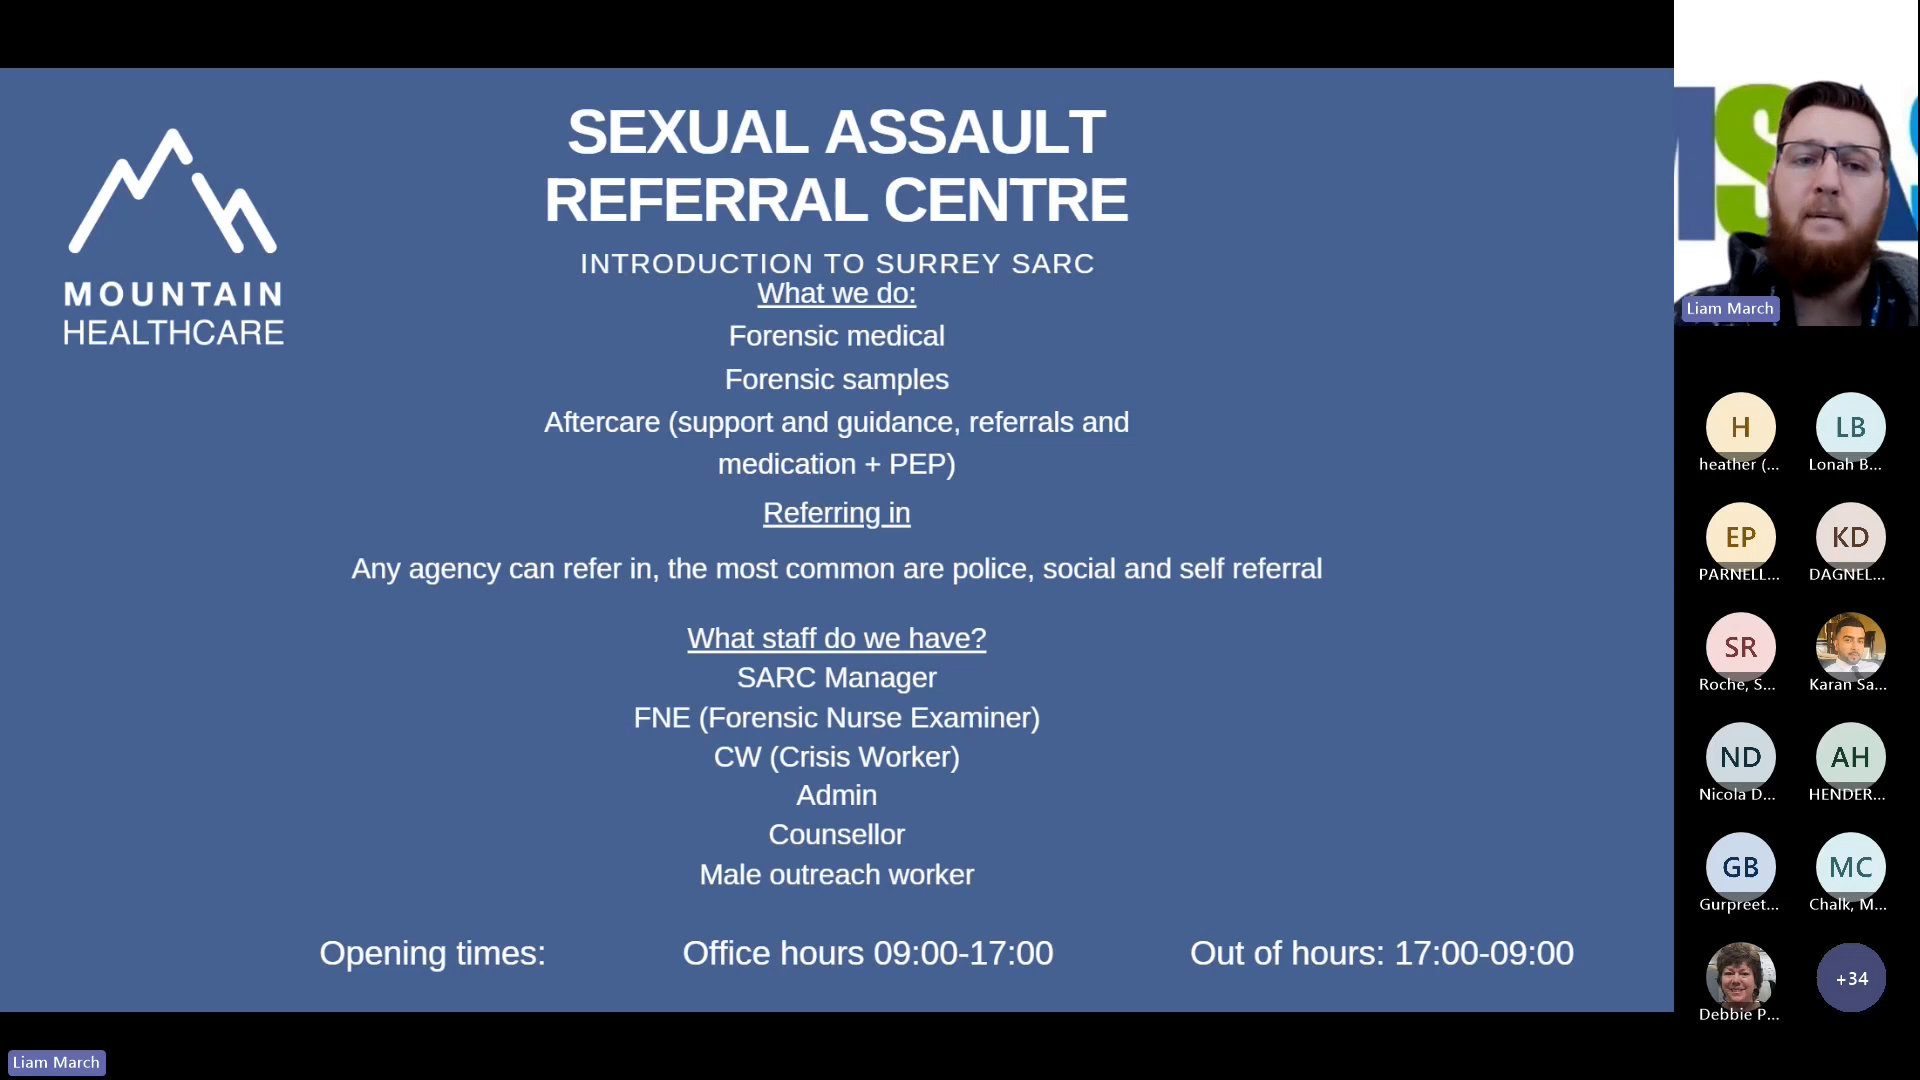 MOUNTAIN
HEALTHCARE
SEXUAL ASSAULT
REFERRAL CENTRE
INTRODUCTION TO SURREY SARC
What we do:
Forensic medical
Forensic samples
Aftercare (support and guidance, referrals and
medication + PEP)
Referring in
Any agency can refer in, the most common are police, social and self referral
What staff do we have?
SARC Manager
FNE (Forensic Nurse Examiner)
CW (Crisis Worker)
Admin
Counsellor
Male outreach worker
Opening times: Office hours 09:00-17:00 Out of hours: 17:00-09:00
Liam March
H LB
heather (... Lonah B...
EP KD
PARNELL... DAGNEL...
SR
Roche, S... Karan Sa...
ND AH
Nicola D... HENDER...
GB MC
Gurpreet... Chalk, M...
+34
Debbie P...
Liam March